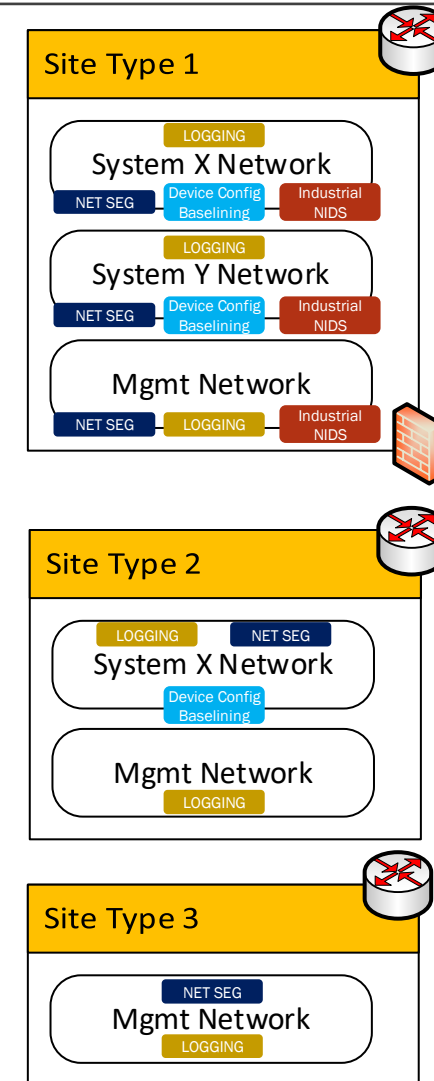 Site Type 1
LOGGING
System X Network
NET SEG
Device Config
Baselining
Industrial
NIDS
LOGGING
System Y Network
NET SEG
Device Config
Baselining
Industrial
NIDS
Mgmt Network
NET SEG
LOGGING
Industrial
NIDS
Site Type 2
LOGGING
NET SEG
System X Network
Device Config
Baselining
Mgmt Network
LOGGING
Site Type 3
NET SEG
Mgmt Network
LOGGING